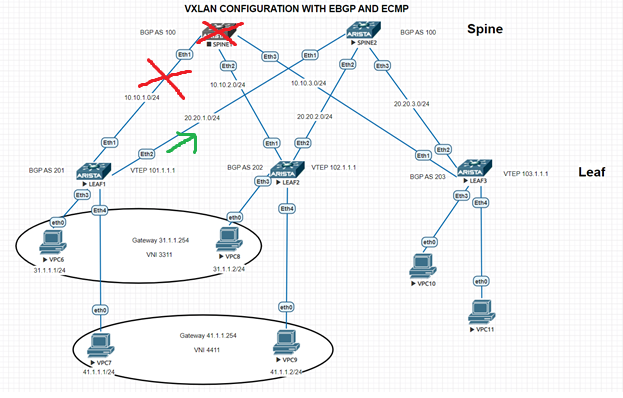 VXLAN CONFIGURATION WITH EBGP AND ECMP
Spine
BGP AS 100
ARISTA
SPINE
ARISTA
SPINE2
BGP AS 100
Eth1
Eth2
Eth3
Eth1
Eth2
Eth3
10.10.1.0/24
10.10.2.0/24
10.10.3.0/24
20.20.1.0/24
20.20.2.0/24
20.20.3.0/24
Eth1
Eth2
Eth1
Eth2
Eth1
Eth2
BGP AS 201
ARISTA
LEAF1
VTEP 101.1.1.1
BGP AS 202
ARISTA
LEAF2
VTEP 102.1.1.1
BGP AS 203
ARISTA
LEAF3
VTEP 103.1.1.1
Leaf
Eth3
Eth4
Eth3
Eth4
Eth3
Eth4
eth0
VPC6
31.1.1.1/24
Gateway 31.1.1.254
VNI 3311
eth0
VPC8
31.1.1.2/24
eth0
VPC10
eth0
VPC11
eth0
VPC7
41.1.1.1/24
Gateway 41.1.1.254
VNI 4411
eth0
VPC9
41.1.1.2/24